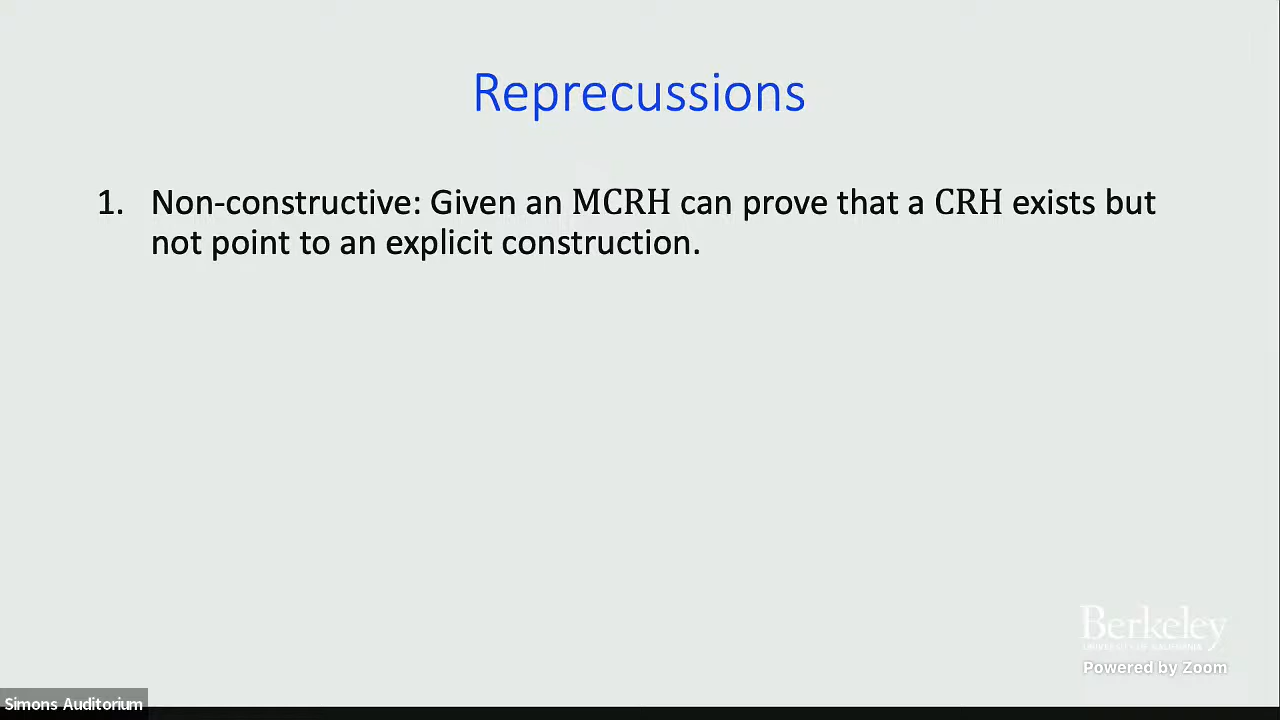 Reprecussions
1. Non-constructive: Given an MCRH can prove that a CRH exists but
not point to an explicit construction.
Berkeley
UNIVERSITY OF CALIFORNIA
Powered by Zoom
Simons Auditorium